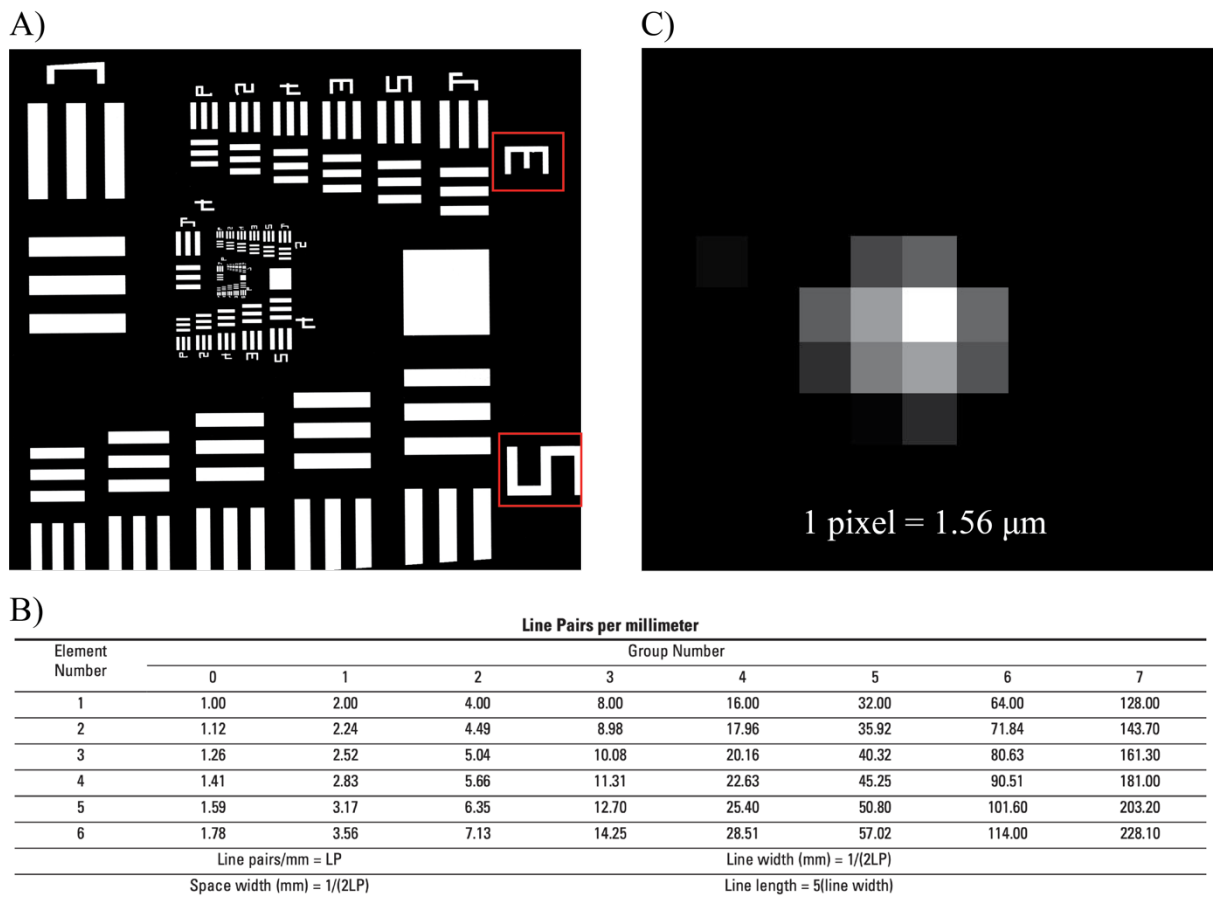 A)
C)
1 pixel = 1.56 μm
B)
Line Pairs per millimeter
Element Number Group Number
0 1 2 3 4 5 6 7
1 1.00 2.00 4.00 8.00 16.00 32.00 64.00 128.00
2 1.12 2.24 4.49 8.98 17.96 35.92 71.84 143.70
3 1.26 2.52 5.04 10.08 20.16 40.32 80.63 161.30
4 1.41 2.83 5.66 11.31 22.63 45.25 90.51 181.00
5 1.59 3.17 6.35 12.70 25.40 50.80 101.60 203.20
6 1.78 3.56 7.13 14.25 28.51 57.02 114.00 228.10
Line pairs/mm = LP Line width (mm) = 1/(2LP)
Space width (mm) = 1/(2LP) Line length = 5(line width)